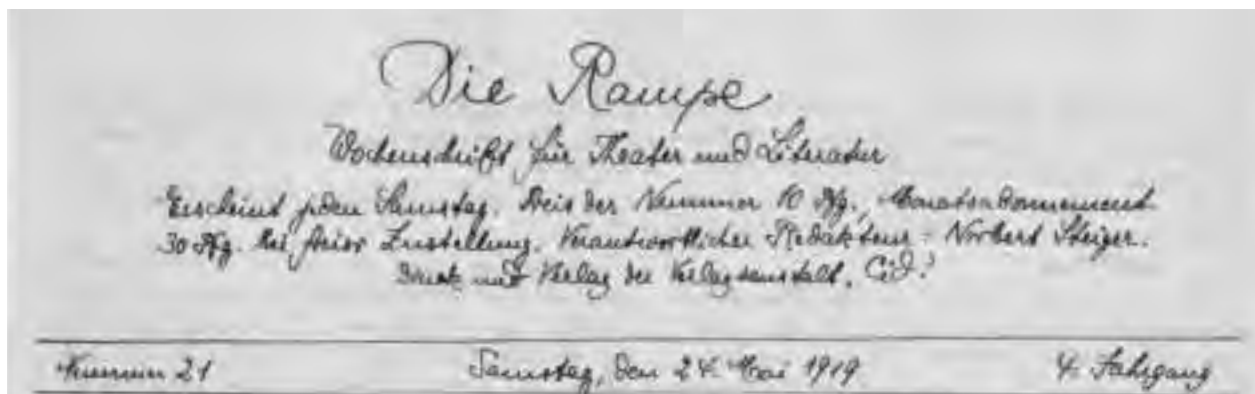 Die Rampe
Wochenschrift für Theater und Literatur
Erscheint jeden Samstag. Preis der Nummer 10 Pfg., Monatsabonnement
30 Pfg. bei freier Zustellung. Verantwortlicher Redakteur: Norbert Steiger.
Druck und Verlag der Verlagsanstalt, Cid.
Nummer 21 Samstag, den 24. Mai 1919 4. Jahrgang